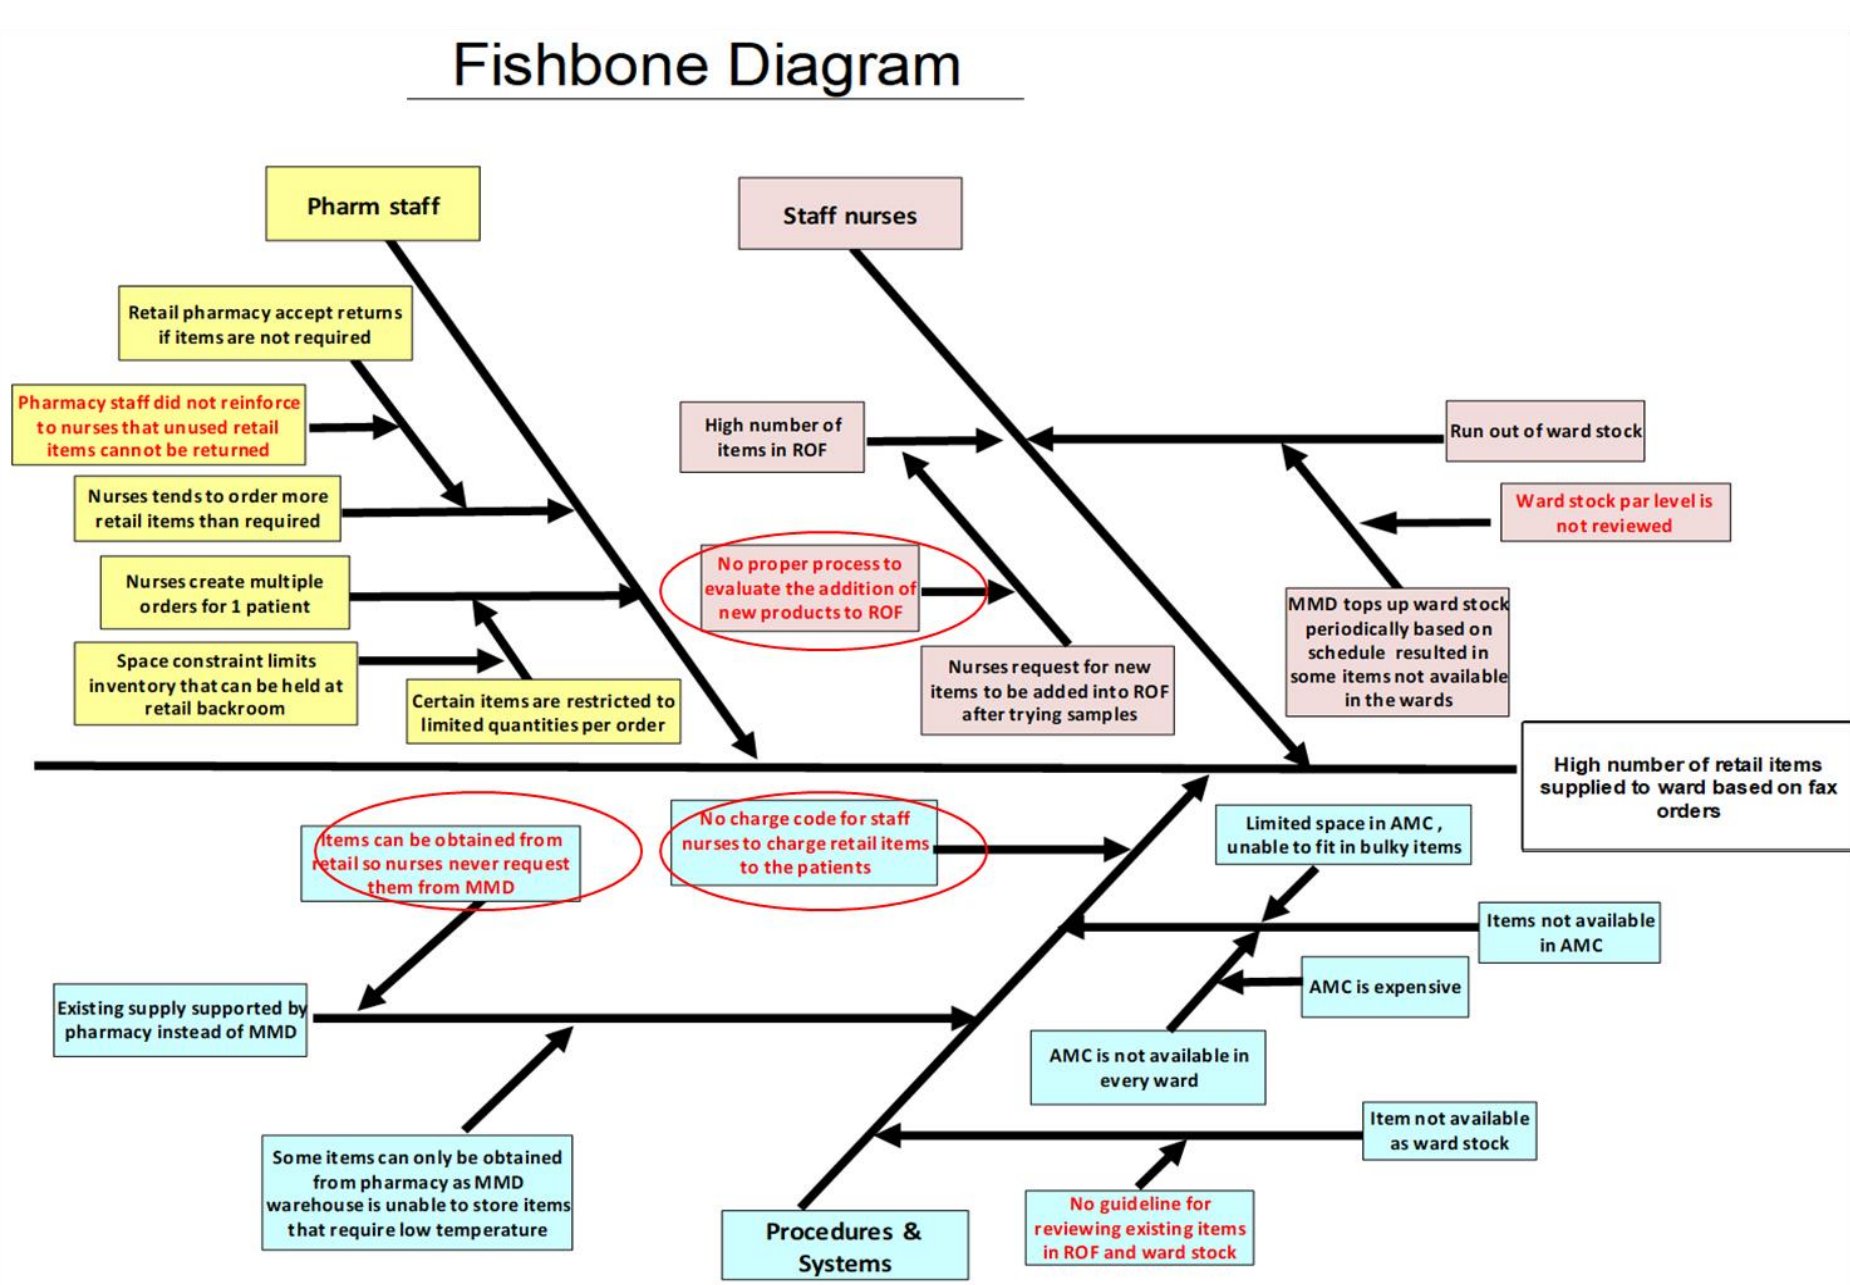 Fishbone Diagram
Pharm staff
Staff nurses
Retail pharmacy accept returns
if items are not required
Pharmacy staff did not reinforce
to nurses that unused retail
items cannot be returned
Nurses tends to order more
retail items than required
Nurses create multiple
orders for 1 patient
Space constraint limits
inventory that can be held at
retail backroom
Certain items are restricted to
limited quantities per order
High number of
items in ROF
No proper process to
evaluate the addition of
new products to ROF
Nurses request for new
items to be added into ROF
after trying samples
Run out of ward stock
Ward stock par level is
not reviewed
MMD tops up ward stock
periodically based on
schedule resulted in
some items not available
in the wards
High number of retail items
supplied to ward based on fax
orders
Items can be obtained from
retail so nurses never request
them from MMD
No charge code for staff
nurses to charge retail items
to the patients
Limited space in AMC ,
unable to fit in bulky items
Items not available
in AMC
AMC is expensive
Existing supply supported by
pharmacy instead of MMD
AMC is not available in
every ward
Item not available
as ward stock
Some items can only be obtained
from pharmacy as MMD
warehouse is unable to store items
that require low temperature
No guideline for
reviewing existing items
in ROF and ward stock
Procedures &
Systems